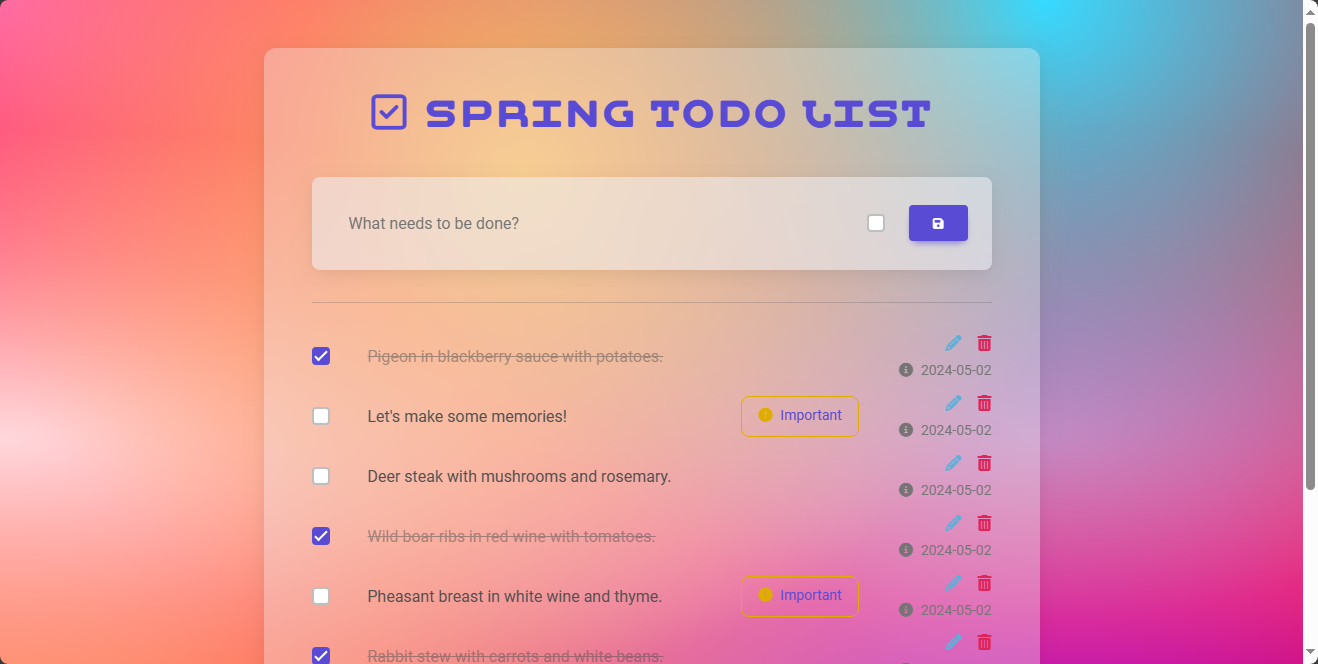 SPRING TODO LIST
What needs to be done?
Pigeon in blackberry sauce with potatoes.
2024-05-02
Let's make some memories!
Important
2024-05-02
Deer steak with mushrooms and rosemary.
2024-05-02
Wild boar ribs in red wine with tomatoes.
2024-05-02
Pheasant breast in white wine and thyme.
Important
2024-05-02
Rabbit stew with carrots and white beans.